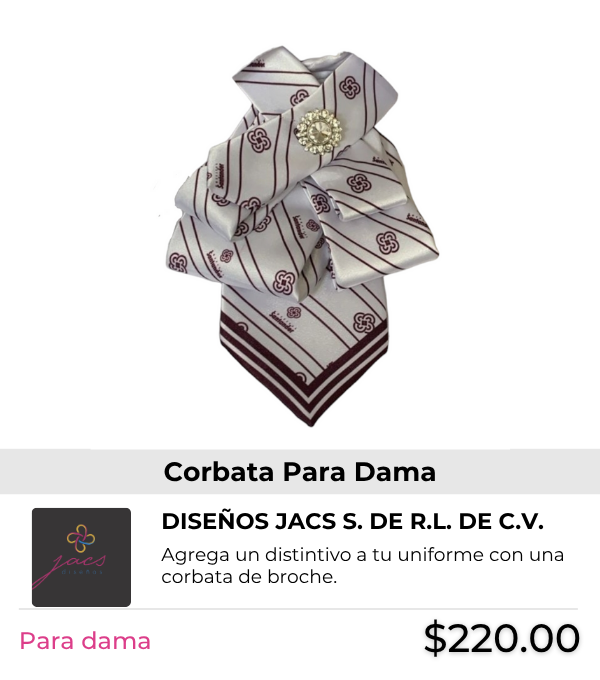 Corbata Para Dama
DISEÑOS JACS S. DE R.L. DE C.V.
Agrega un distintivo a tu uniforme con una
corbata de broche.
jacs
DISEÑOS
Para dama
$220.00